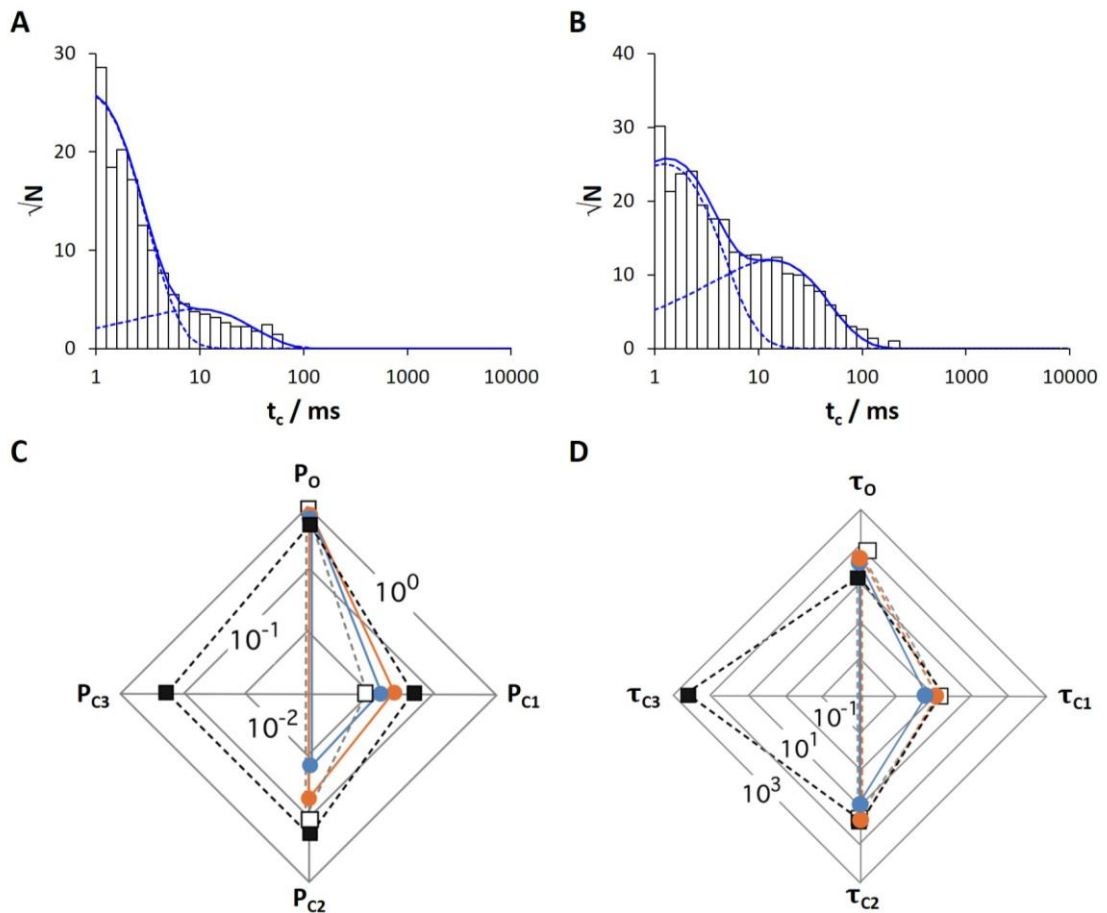 A
B
30
20
10
0
√N
1 10 100 1000 10000
t_c / ms
40
30
20
10
0
√N
1 10 100 1000 10000
t_c / ms
C
D
P_O
10^0
10^-1
P_C3
P_C1
10^-2
P_C2
τ_O
τ_C3
τ_C1
10^-1
10^1
10^3
τ_C2